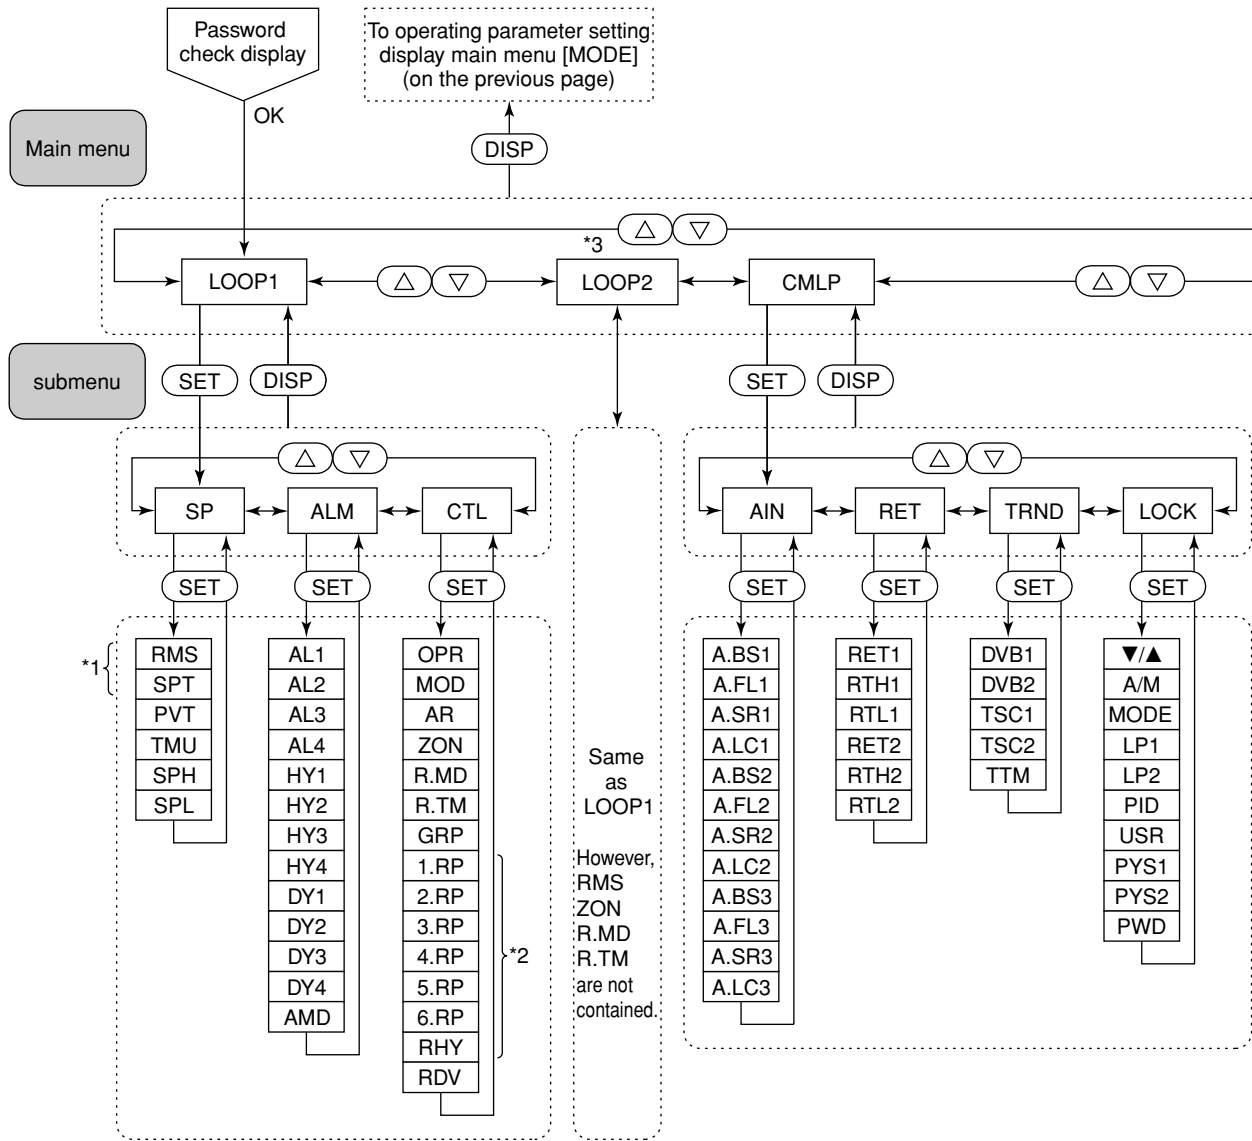 Password
check display
To operating parameter setting
display main menu [MODE]
(on the previous page)
OK
Main menu
DISP
△ ▽
*3
LOOP1
△ ▽
LOOP2
CMLP
△ ▽
submenu
SET
DISP
SET
DISP
△ ▽
△ ▽
SP
ALM
CTL
AIN
RET
TRND
LOCK
SET
SET
SET
SET
SET
SET
SET
*1
RMS
SPT
PVT
TMU
SPH
SPL
AL1
AL2
AL3
AL4
HY1
HY2
HY3
HY4
DY1
DY2
DY3
DY4
AMD
OPR
MOD
AR
ZON
R.MD
R.TM
GRP
1.RP
2.RP
3.RP
4.RP
5.RP
6.RP
RHY
RDV
*2
Same
as
LOOP1
However,
RMS
ZON
R.MD
R.TM
are not
contained.
A.BS1
A.FL1
A.SR1
A.LC1
A.BS2
A.FL2
A.SR2
A.LC2
A.BS3
A.FL3
A.SR3
A.LC3
RET1
RTH1
RTL1
RET2
RTH2
RTL2
DVB1
DVB2
TSC1
TSC2
TTM
▼/▲
A/M
MODE
LP1
LP2
PID
USR
PYS1
PYS2
PWD